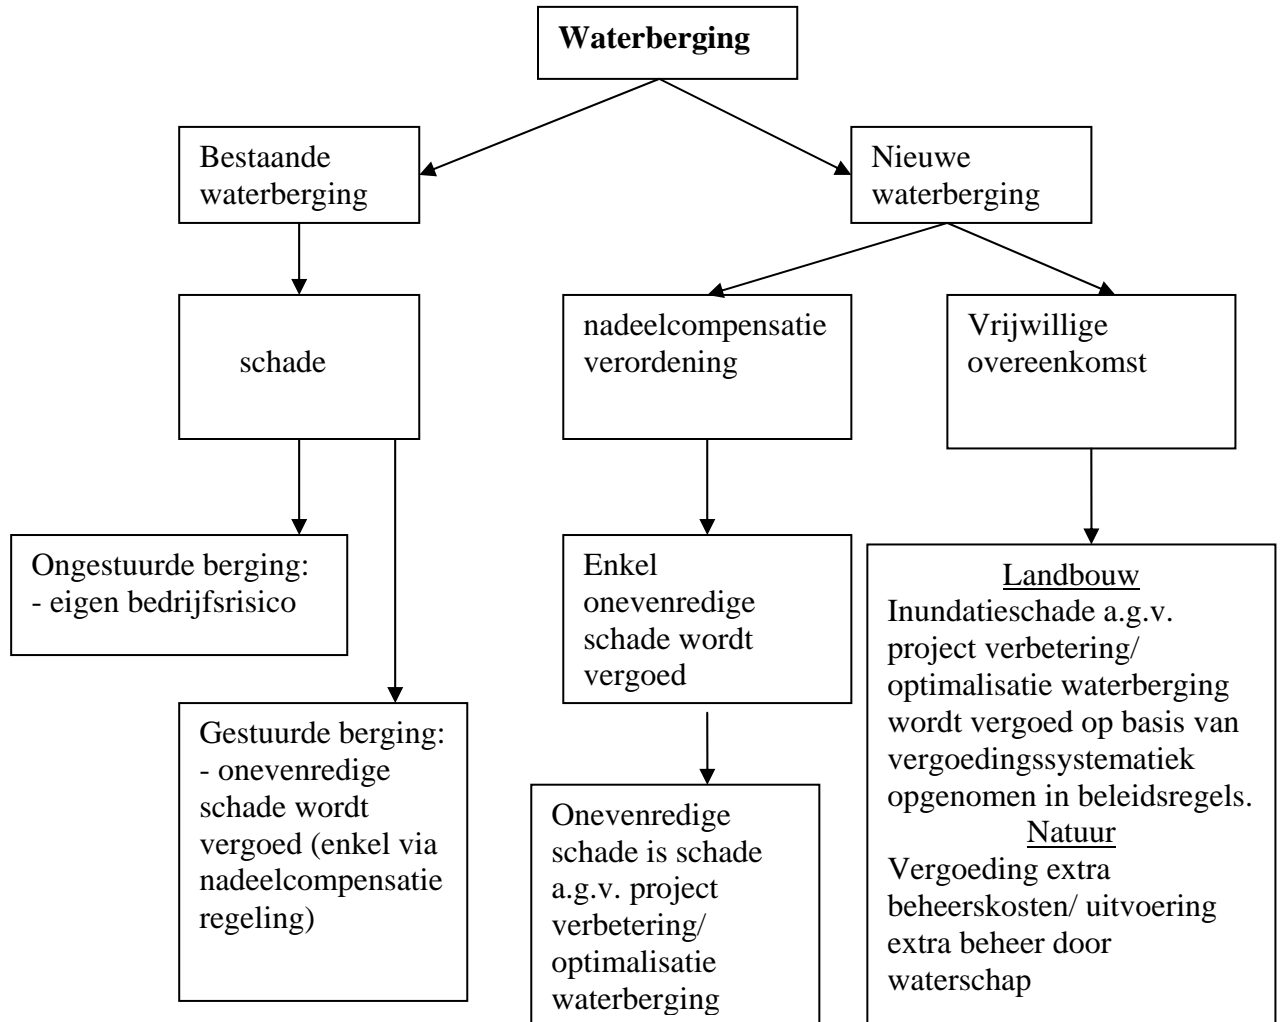 Waterberging
Bestaande
waterberging
Nieuwe
waterberging
schade
nadeelcompensatie
verordening
Vrijwillige
overeenkomst
Ongestuurde berging:
- eigen bedrijfsrisico
Gestuurde berging:
- onevenredige
schade wordt
vergoed (enkel via
nadeelcompensatie
regeling)
Enkel
onevenredige
schade wordt
vergoed
Onevenredige
schade is schade
a.g.v. project
verbetering/
optimalisatie
waterberging
Landbouw
Inundatieschade a.g.v.
project verbetering/
optimalisatie waterberging
wordt vergoed op basis van
vergoedingssystematiek
opgenomen in beleidsregels.
Natuur
Vergoeding extra
beheerskosten/ uitvoering
extra beheer door
waterschap